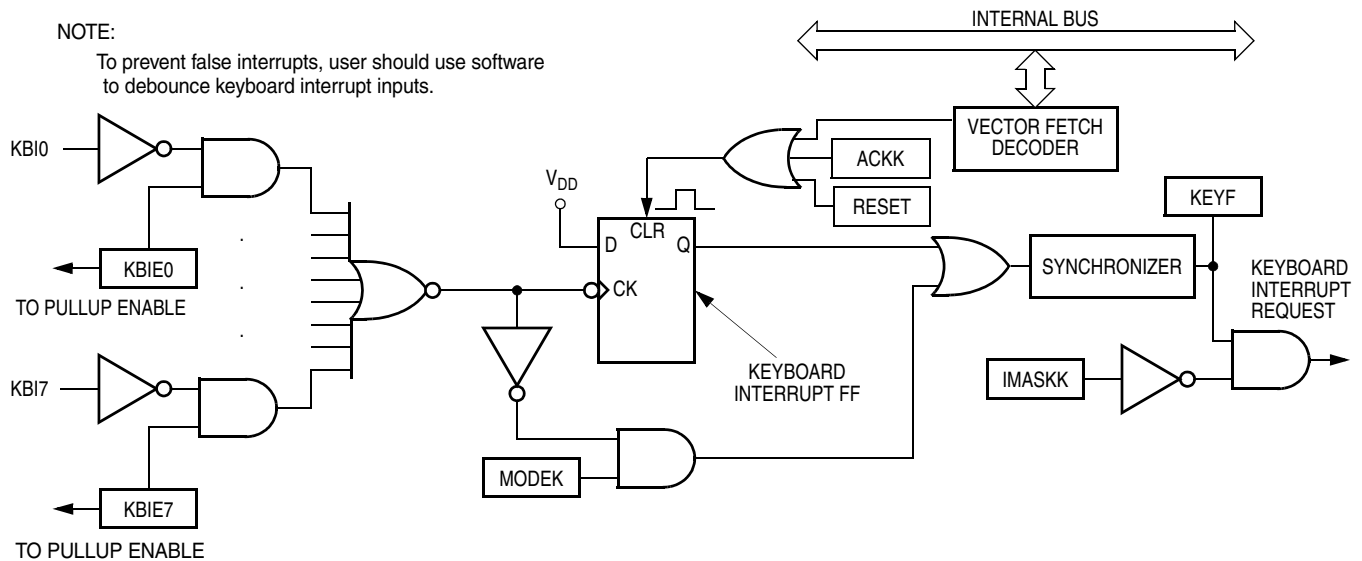 INTERNAL BUS
NOTE:
To prevent false interrupts, user should use software
to debounce keyboard interrupt inputs.
VECTOR FETCH
DECODER
KBI0
ACKK
VDD
RESET
KEYF
CLR
D
Q
KBIE0
SYNCHRONIZER
KEYBOARD
INTERRUPT
REQUEST
CK
TO PULLUP ENABLE
KBI7
KEYBOARD
INTERRUPT FF
IMASKK
MODEK
KBIE7
TO PULLUP ENABLE